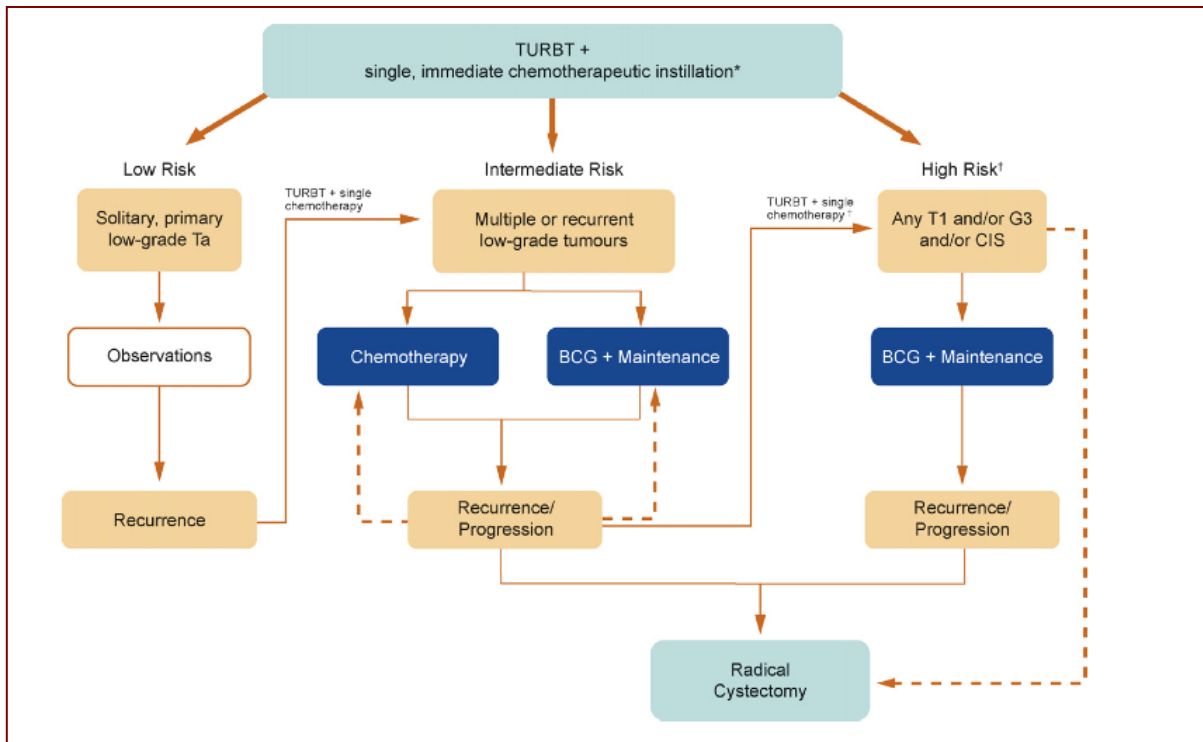 TURBT +
single, immediate chemotherapeutic instillation*
Low Risk
Intermediate Risk
High Risk†
TURBT + single
chemotherapy
TURBT + single
chemotherapy †
Solitary, primary
low-grade Ta
Multiple or recurrent
low-grade tumours
Any T1 and/or G3
and/or CIS
Observations
Chemotherapy
BCG + Maintenance
BCG + Maintenance
Recurrence
Recurrence/
Progression
Recurrence/
Progression
Radical
Cystectomy